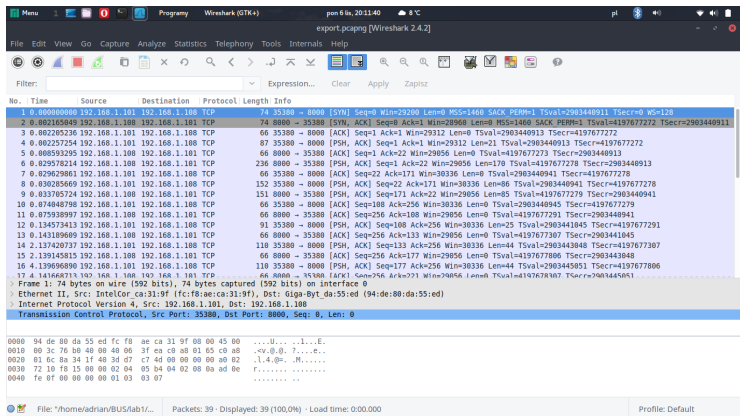 Menu 1 Programy Wireshark (GTK+) pon 6 lis, 20:11:40 8 °C pl
export.pcapng [Wireshark 2.4.2]
File Edit View Go Capture Analyze Statistics Telephony Tools Internals Help
Filter: Expression... Clear Apply Zapisz
No. Time Source Destination Protocol Length Info
1 0.000000000 192.168.1.101 192.168.1.108 TCP 74 35380 → 8000 [SYN] Seq=0 Win=29200 Len=0 MSS=1460 SACK_PERM=1 TSval=2903440911 TSecr=0 WS=128
2 0.002165049 192.168.1.108 192.168.1.101 TCP 74 8000 → 35380 [SYN, ACK] Seq=0 Ack=1 Win=28960 Len=0 MSS=1460 SACK_PERM=1 TSval=4197677272 TSecr=2903440911
3 0.002205236 192.168.1.101 192.168.1.108 TCP 66 35380 → 8000 [ACK] Seq=1 Ack=1 Win=29312 Len=0 TSval=2903440913 TSecr=4197677272
4 0.002257254 192.168.1.101 192.168.1.108 TCP 87 35380 → 8000 [PSH, ACK] Seq=1 Ack=1 Win=29312 Len=21 TSval=2903440913 TSecr=4197677272
5 0.008593295 192.168.1.108 192.168.1.101 TCP 66 8000 → 35380 [ACK] Seq=1 Ack=22 Win=29056 Len=0 TSval=4197677273 TSecr=2903440913
6 0.029578214 192.168.1.108 192.168.1.101 TCP 236 8000 → 35380 [PSH, ACK] Seq=1 Ack=22 Win=29056 Len=170 TSval=4197677278 TSecr=2903440913
7 0.029629861 192.168.1.101 192.168.1.108 TCP 66 35380 → 8000 [ACK] Seq=22 Ack=171 Win=30336 Len=0 TSval=2903440941 TSecr=4197677278
8 0.030285669 192.168.1.101 192.168.1.108 TCP 152 35380 → 8000 [PSH, ACK] Seq=22 Ack=171 Win=30336 Len=86 TSval=2903440941 TSecr=4197677278
9 0.033705724 192.168.1.108 192.168.1.101 TCP 151 8000 → 35380 [PSH, ACK] Seq=171 Ack=22 Win=29056 Len=85 TSval=4197677279 TSecr=2903440941
10 0.074048798 192.168.1.101 192.168.1.108 TCP 66 35380 → 8000 [ACK] Seq=108 Ack=256 Win=30336 Len=0 TSval=2903440945 TSecr=4197677279
11 0.075938997 192.168.1.108 192.168.1.101 TCP 66 8000 → 35380 [ACK] Seq=256 Ack=108 Win=29056 Len=0 TSval=4197677291 TSecr=2903440941
12 0.134573413 192.168.1.101 192.168.1.108 TCP 91 35380 → 8000 [PSH, ACK] Seq=108 Ack=256 Win=30336 Len=25 TSval=2903441045 TSecr=4197677291
13 0.143189609 192.168.1.108 192.168.1.101 TCP 66 8000 → 35380 [ACK] Seq=256 Ack=133 Win=29056 Len=0 TSval=4197677307 TSecr=2903441045
14 2.137420737 192.168.1.101 192.168.1.108 TCP 110 35380 → 8000 [PSH, ACK] Seq=133 Ack=256 Win=30336 Len=44 TSval=2903443048 TSecr=4197677307
15 2.139145815 192.168.1.108 192.168.1.101 TCP 66 8000 → 35380 [ACK] Seq=256 Ack=177 Win=29056 Len=0 TSval=4197677806 TSecr=2903443048
16 4.139696890 192.168.1.101 192.168.1.108 TCP 110 35380 → 8000 [PSH, ACK] Seq=177 Ack=256 Win=30336 Len=44 TSval=2903445051 TSecr=4197677806
17 4.141668713 192.168.1.108 192.168.1.101 TCP 66 8000 → 35380 [ACK] Seq=256 Ack=221 Win=29056 Len=0 TSval=4197678307 TSecr=2903445051
Frame 1: 74 bytes on wire (592 bits), 74 bytes captured (592 bits) on interface 0
Ethernet II, Src: IntelCor_ca:31:9f (fc:f8:ae:ca:31:9f), Dst: Giga-Byt_da:55:ed (94:de:80:da:55:ed)
Internet Protocol Version 4, Src: 192.168.1.101, Dst: 192.168.1.108
Transmission Control Protocol, Src Port: 35380, Dst Port: 8000, Seq: 0, Len: 0
0000 94 de 80 da 55 ed fc f8 ae ca 31 9f 08 00 45 00 ....U... ..1...E.
0010 00 3c 76 b0 40 00 40 06 3f ea c0 a8 01 65 c0 a8 .<v.@.@. ?....e..
0020 01 6c 8a 34 1f 40 3d d7 c7 4d 00 00 00 00 a0 02 .l.4.@=. .M......
0030 72 10 f8 15 00 00 02 04 05 b4 04 02 08 0a ad 0e r....... ........
0040 fe 0f 00 00 00 00 01 03 03 07 ........ ..
File: "/home/adrian/BUS/lab1/... Packets: 39 · Displayed: 39 (100,0%) · Load time: 0:00.000 Profile: Default